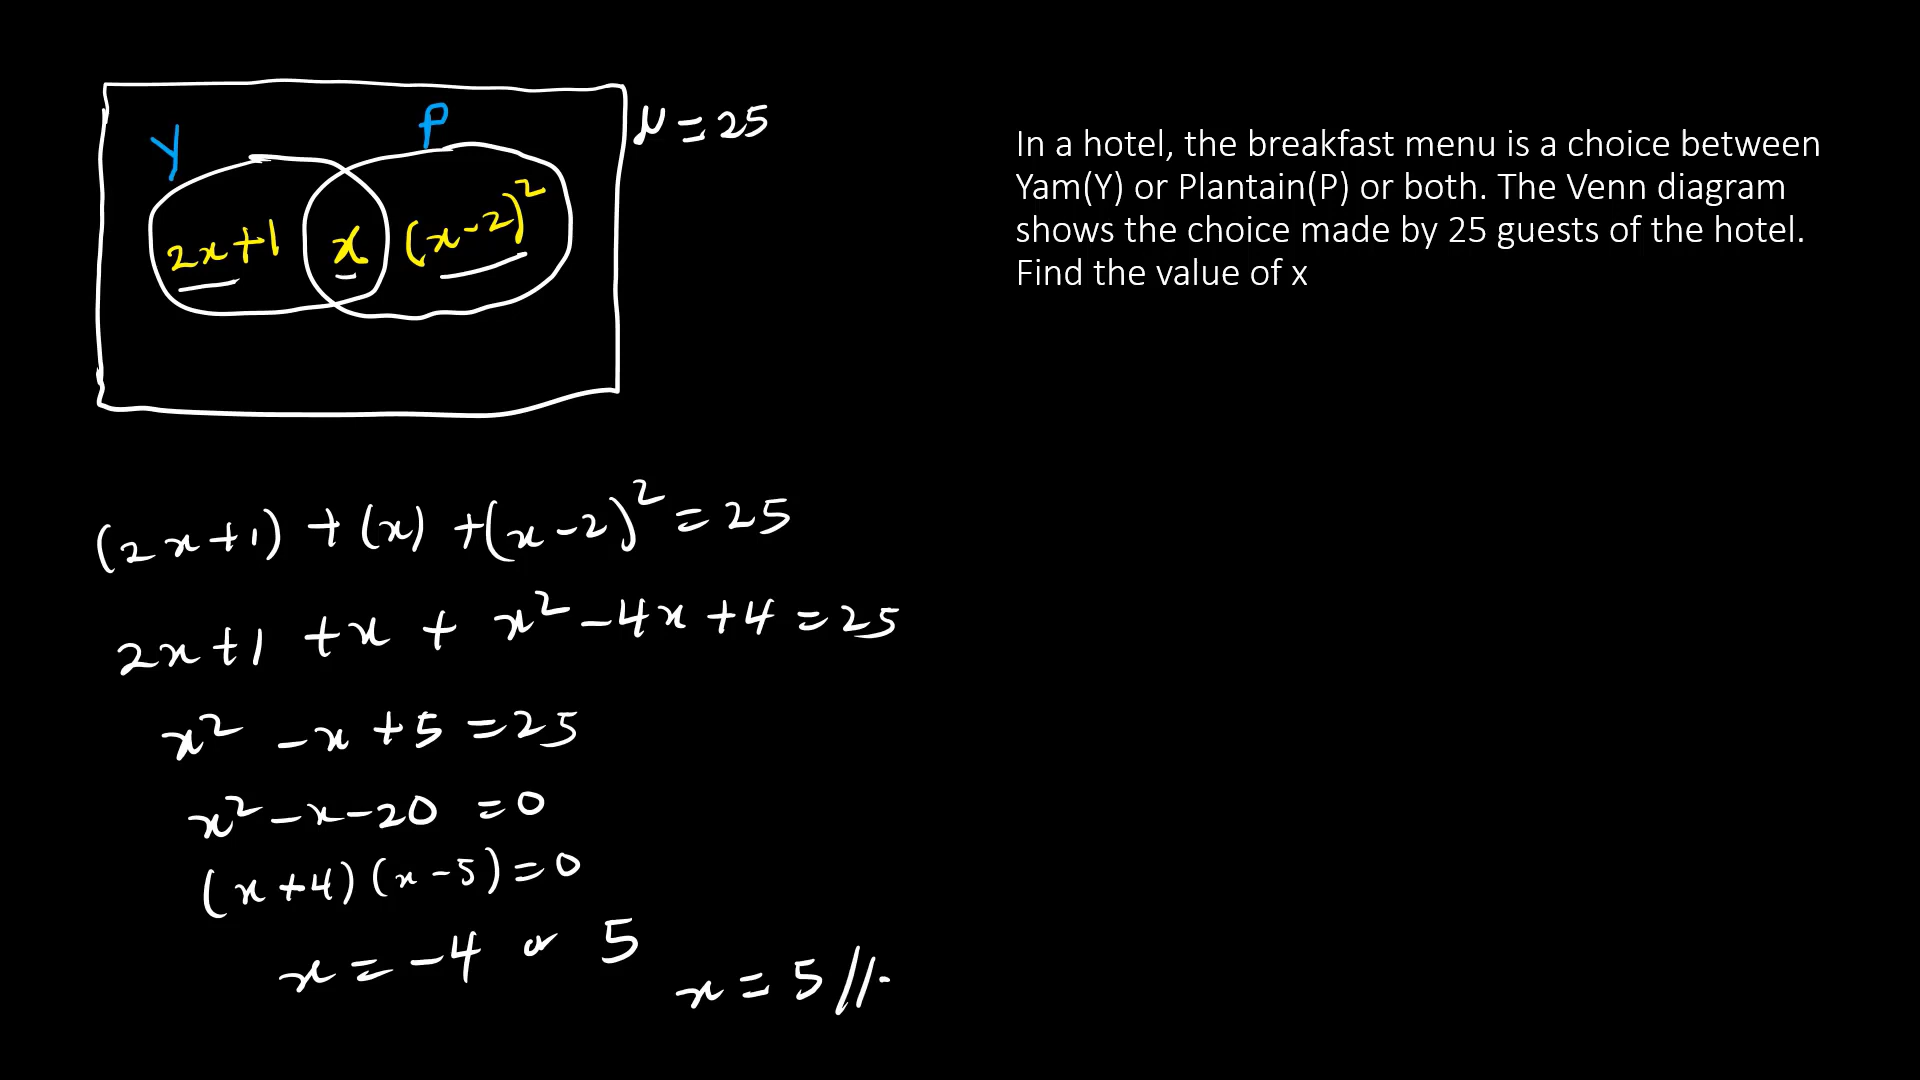 Y
P
μ = 25
2x+1
x
(x-2)²
In a hotel, the breakfast menu is a choice between
Yam(Y) or Plantain(P) or both. The Venn diagram
shows the choice made by 25 guests of the hotel.
Find the value of x
(2x+1) + (x) + (x-2)² = 25
2x+1 + x + x² - 4x + 4 = 25
x² - x + 5 = 25
x² - x - 20 = 0
(x+4)(x-5) = 0
x = -4 or 5
x = 5 //.